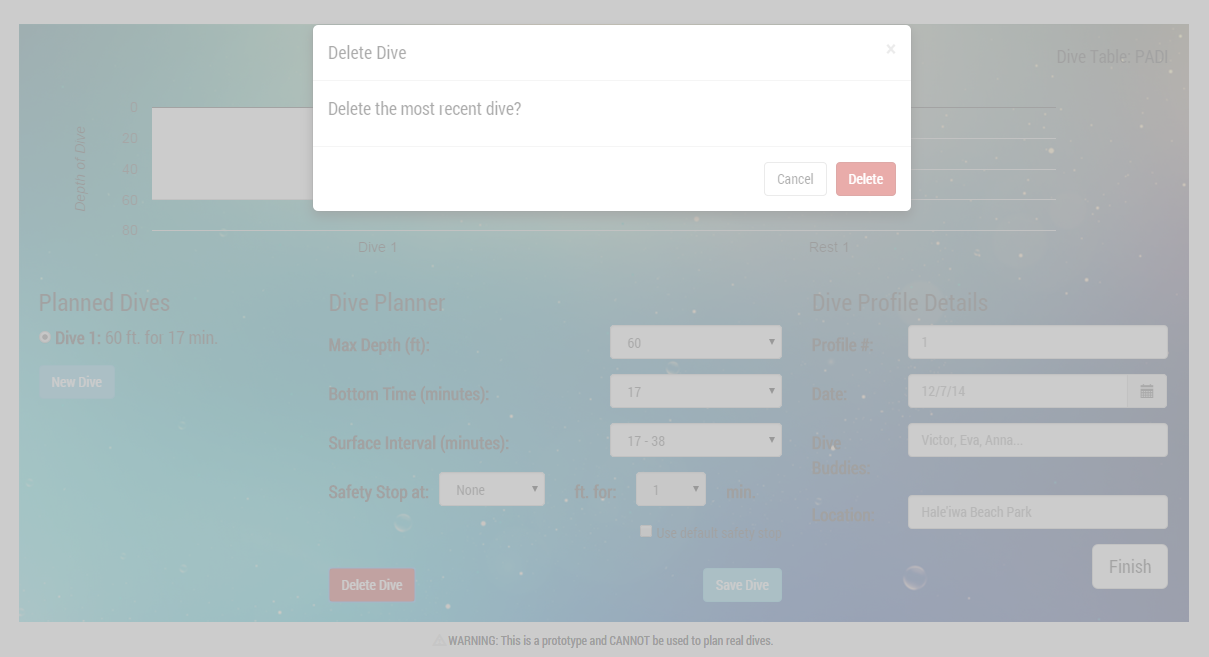 Delete Dive
×
Delete the most recent dive?
Cancel
Delete
Dive Table: PADI
Depth of Dive
0
20
40
60
80
Dive 1
Rest 1
Planned Dives
Dive 1: 60 ft. for 17 min.
New Dive
Dive Planner
Max Depth (ft): 60
Bottom Time (minutes): 17
Surface Interval (minutes): 17 - 38
Safety Stop at: None ft. for: 1 min.
Use default safety stop
Delete Dive
Save Dive
Dive Profile Details
Profile #: 1
Date: 12/7/14
Dive Buddies: Victor, Eva, Anna...
Location: Hale'iwa Beach Park
Finish
WARNING: This is a prototype and CANNOT be used to plan real dives.